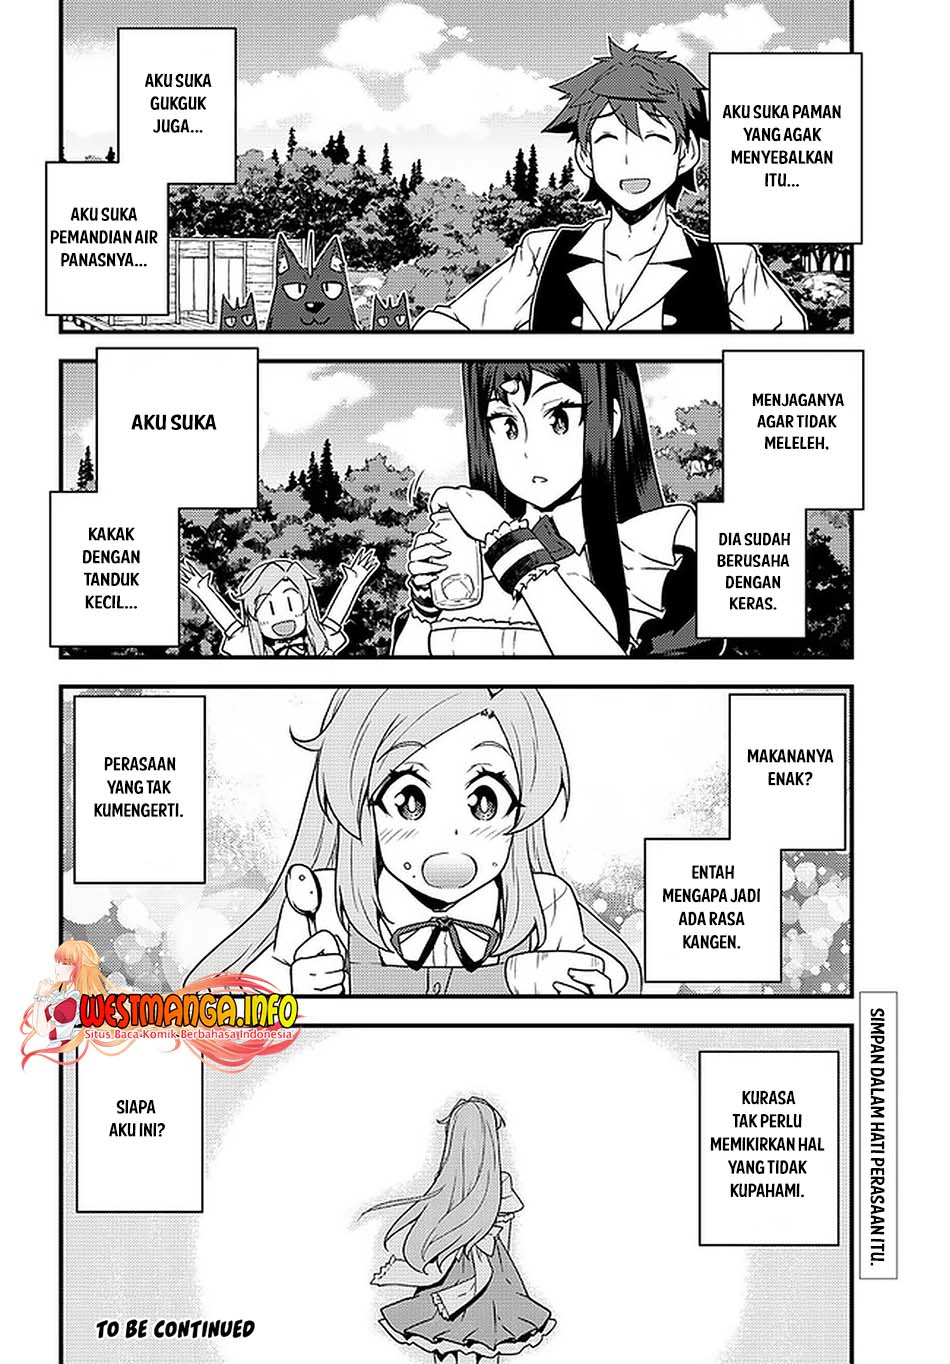 AKU SUKA PAMAN
YANG AGAK
MENYEBALKAN
ITU...
AKU SUKA
GUKGUK
JUGA...
AKU SUKA
PEMANDIAN AIR
PANASNYA...
MENJAGANYA
AGAR TIDAK
MELELEH.
DIA SUDAH
BERUSAHA
DENGAN
KERAS.
AKU SUKA
KAKAK
DENGAN
TANDUK
KECIL...
MAKANANYA
ENAK?
ENTAH
MENGAPA JADI
ADA RASA
KANGEN.
PERASAAN
YANG TAK
KUMENGERTI.
WESTMANGA.INFO
Situs Baca Komik Berbahasa Indonesia
KURASA
TAK PERLU
MEMIKIRKAN HAL
YANG TIDAK
KUPAHAMI.
SIAPA
AKU INI?
SIMPAN DALAM HATI PERASAAN ITU.
TO BE CONTINUED